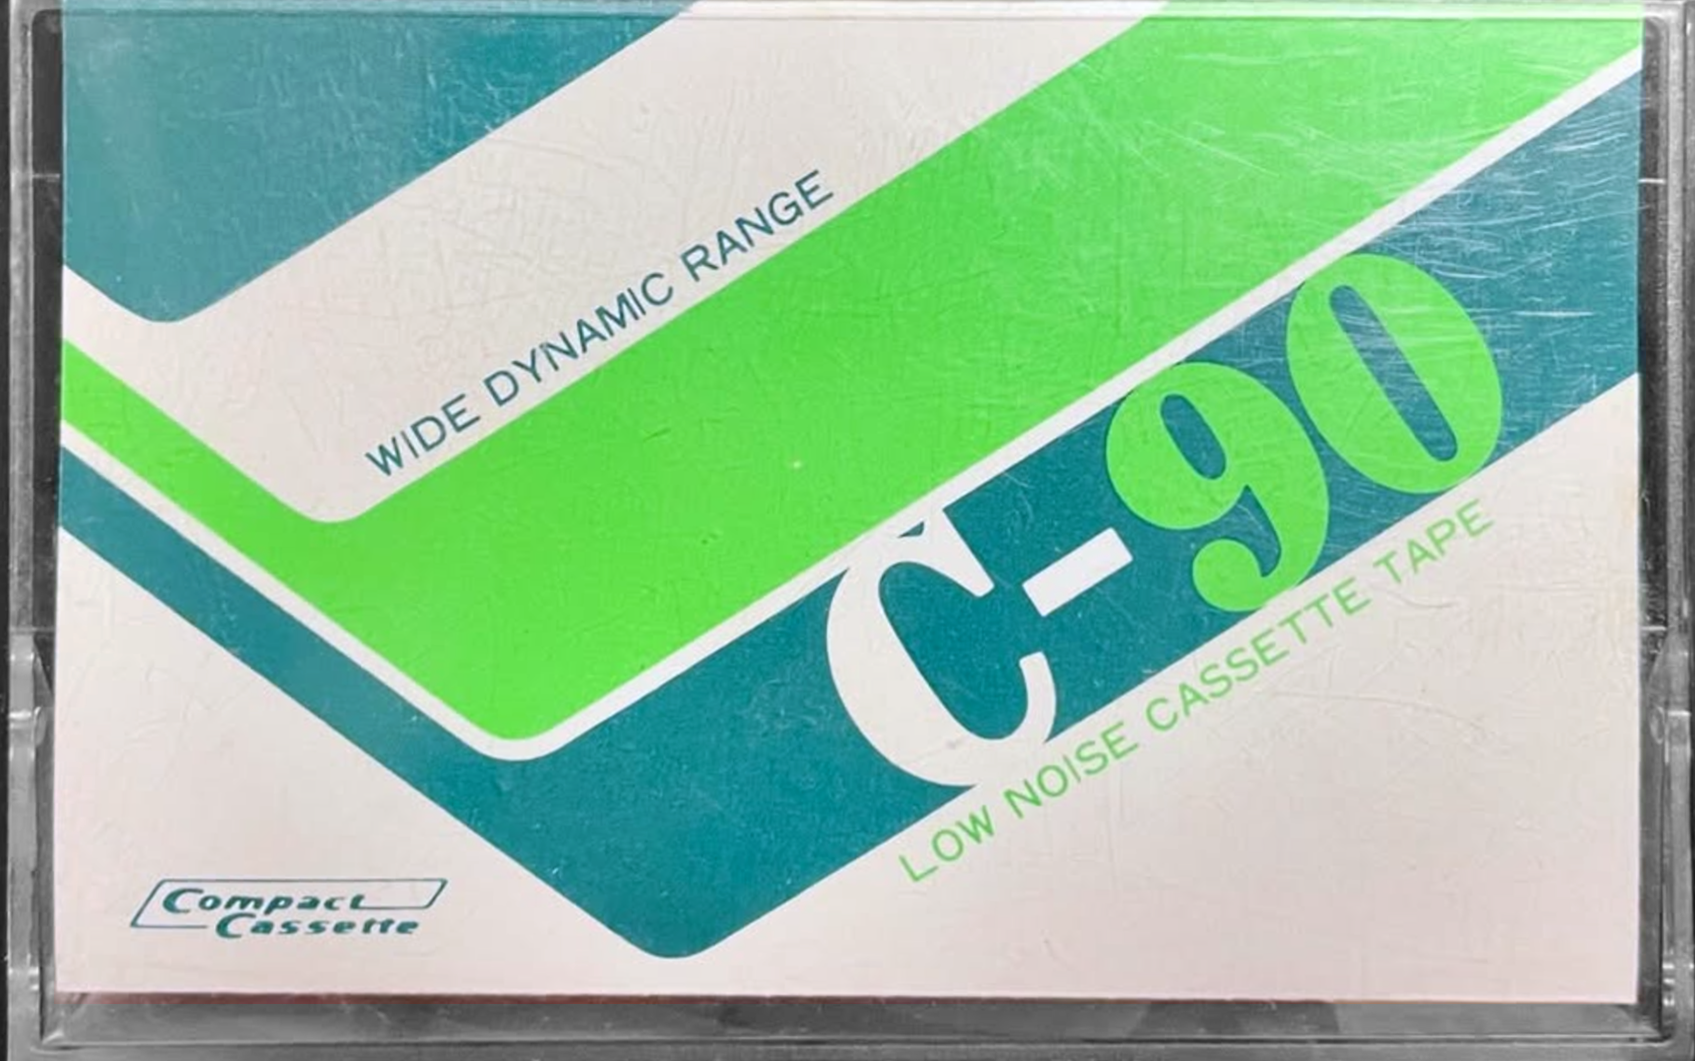 WIDE DYNAMIC RANGE
C-90
LOW NOISE CASSETTE TAPE
Compact
Cassette